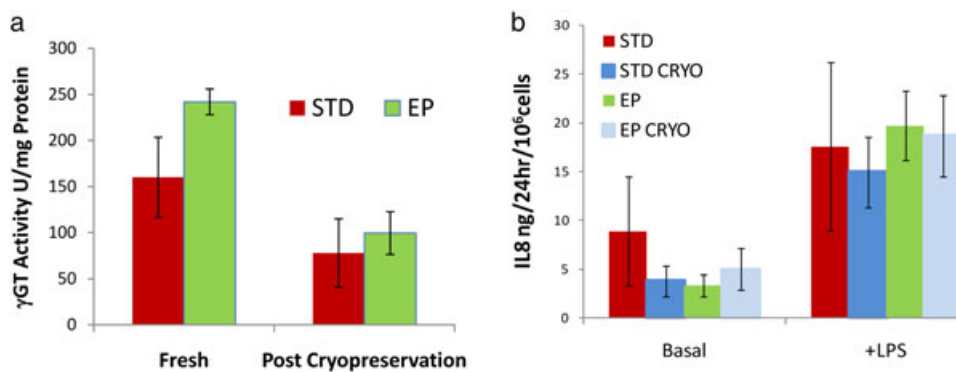 a
γGT Activity U/mg Protein
300
250
200
150
100
50
0
STD EP
Fresh Post Cryopreservation
b
IL8 ng/24hr/10⁶cells
30
25
20
15
10
5
0
STD
STD CRYO
EP
EP CRYO
Basal +LPS